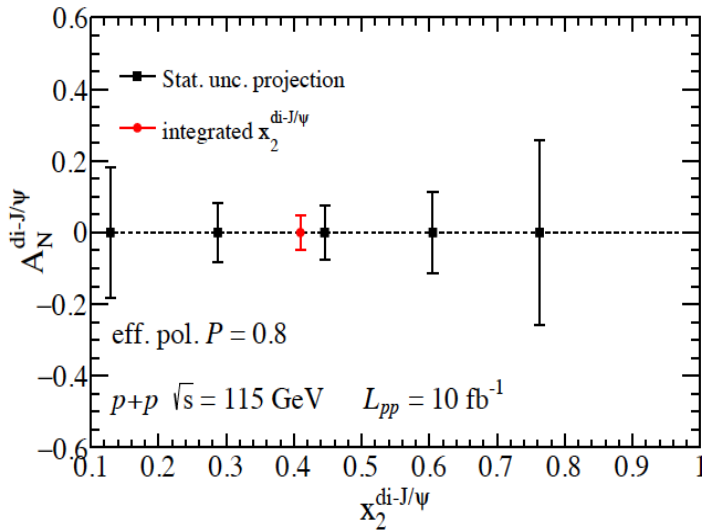 0.6
0.4
0.2
0
−0.2
−0.4
−0.6
A_N^di-J/ψ
Stat. unc. projection
integrated x_2^di-J/ψ
eff. pol. P = 0.8
p+p √s = 115 GeV L_pp = 10 fb^-1
0.1 0.2 0.3 0.4 0.5 0.6 0.7 0.8 0.9 1
x_2^di-J/ψ